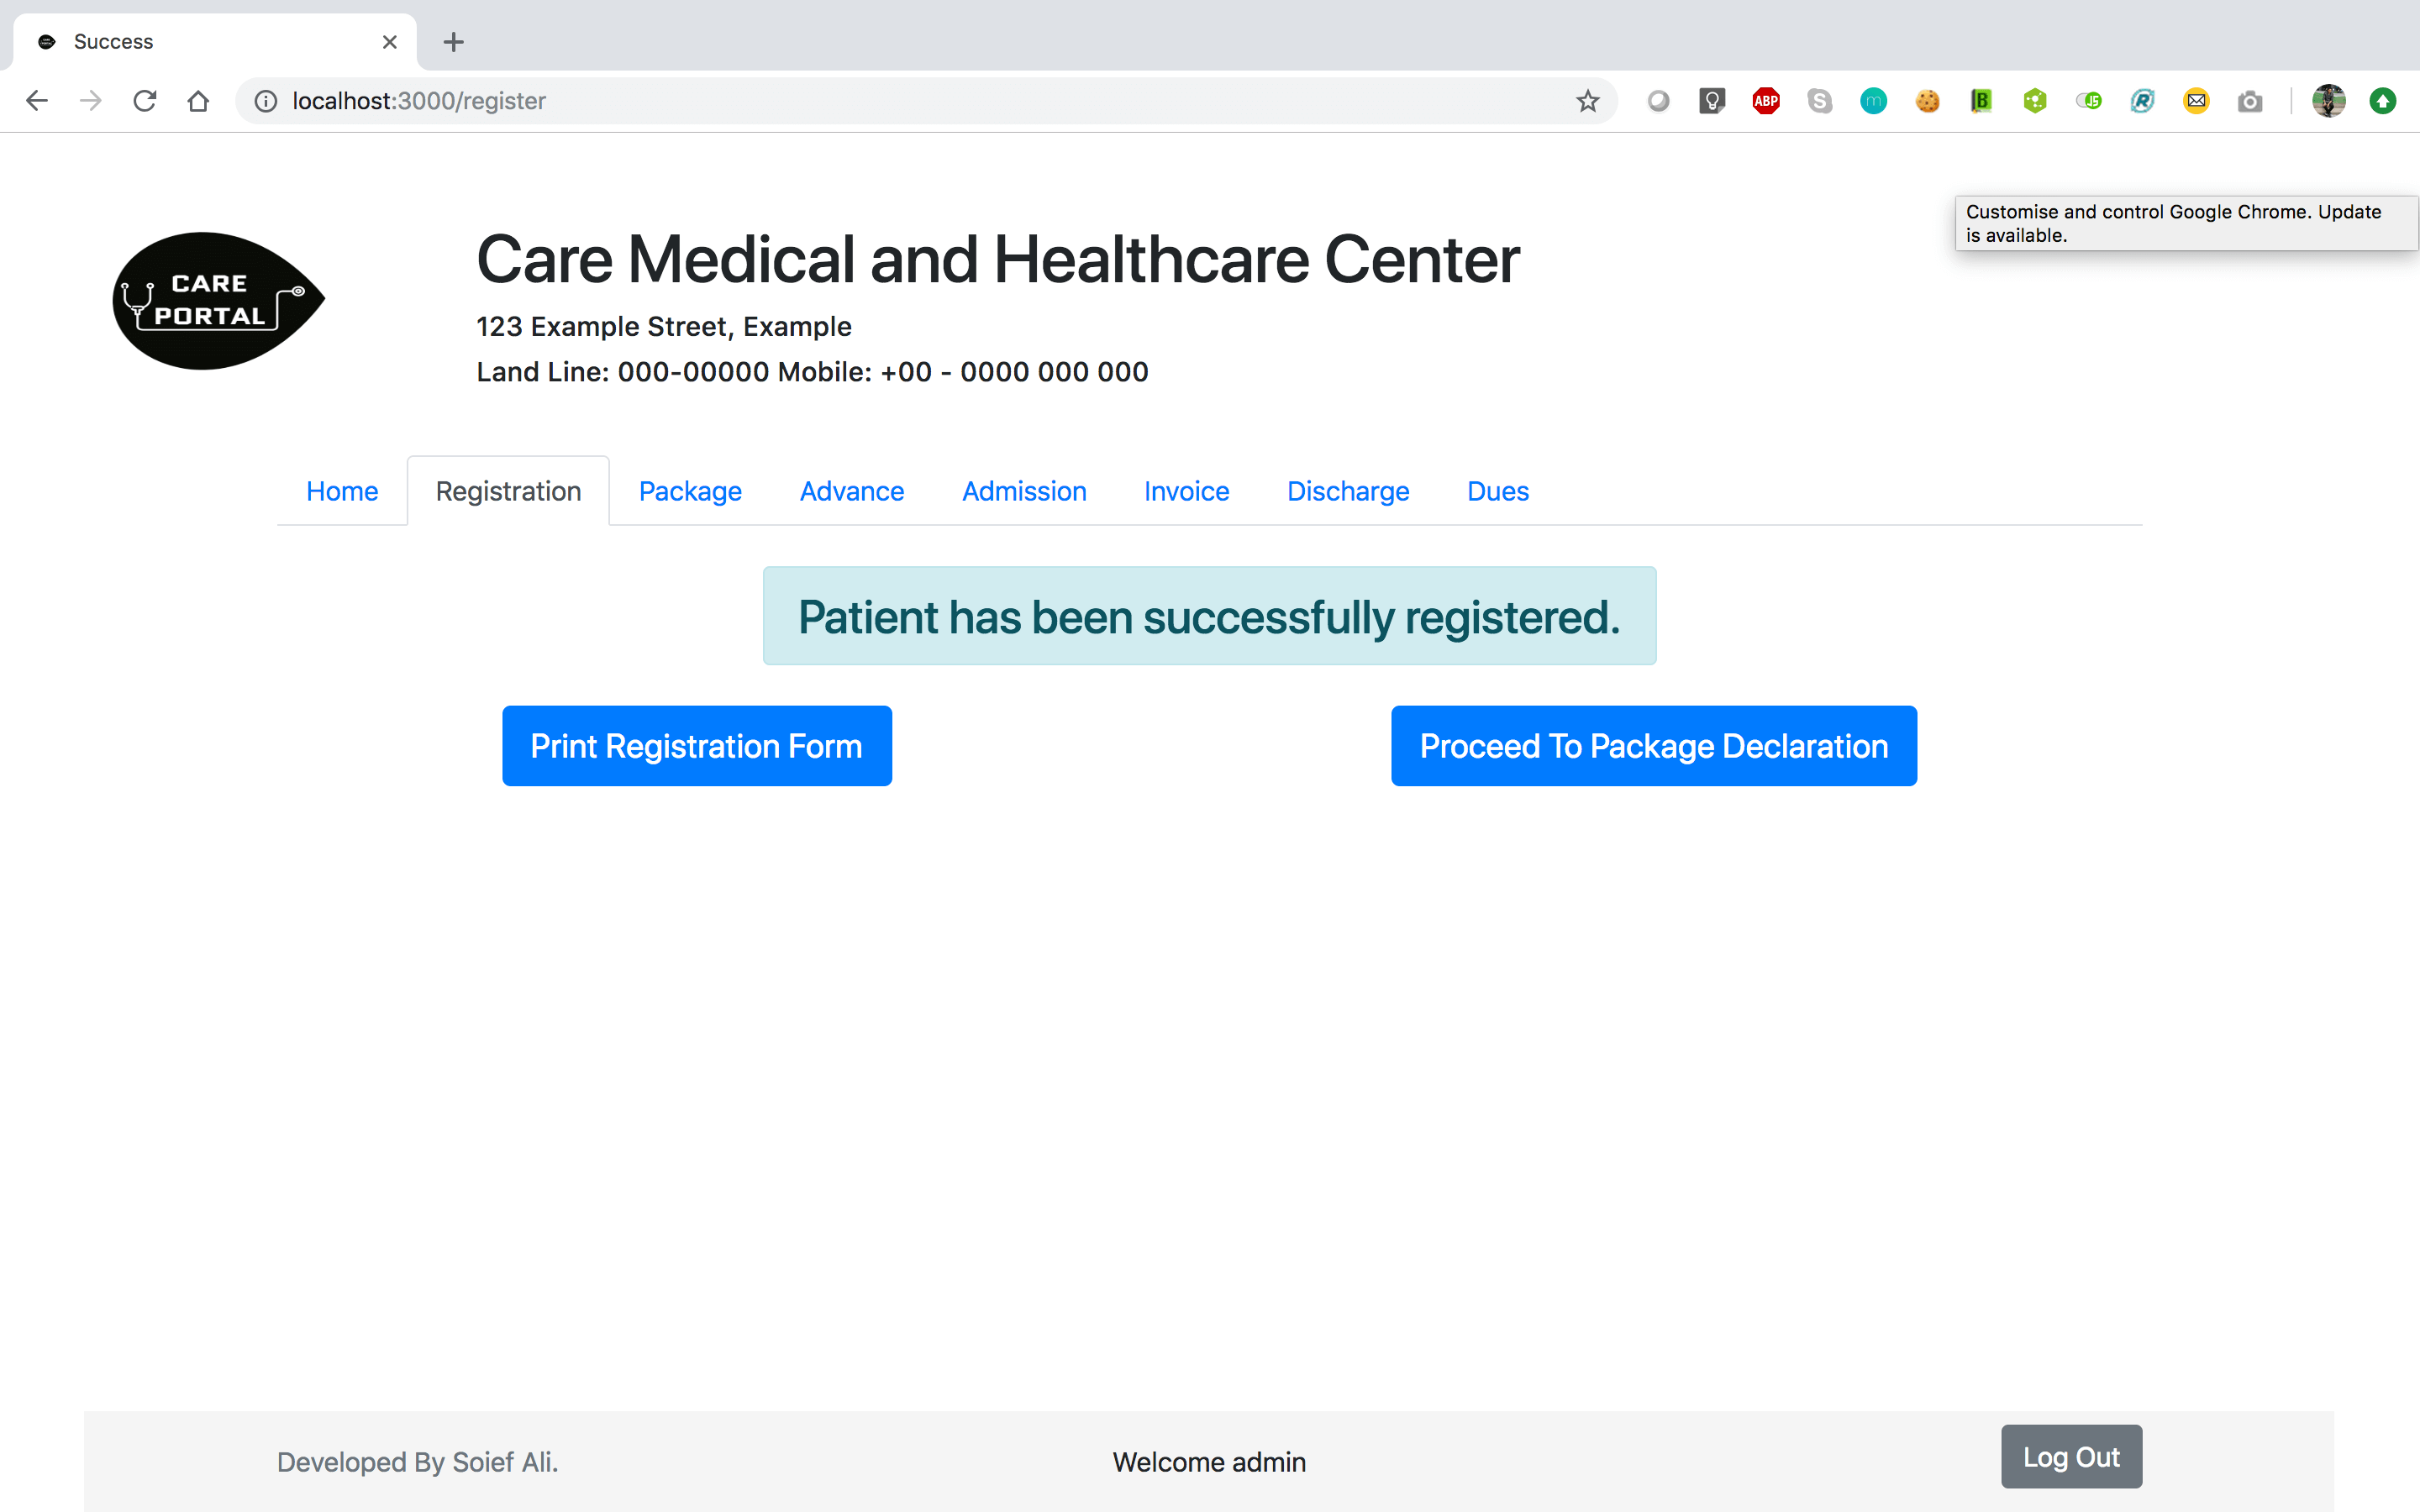 Success
localhost:3000/register
ABP
S
m
B
JS
R
Customise and control Google Chrome. Update
is available.
CARE
PORTAL
Care Medical and Healthcare Center
123 Example Street, Example
Land Line: 000-00000 Mobile: +00 - 0000 000 000
Home Registration Package Advance Admission Invoice Discharge Dues
Patient has been successfully registered.
Print Registration Form Proceed To Package Declaration
Developed By Soief Ali. Welcome admin Log Out